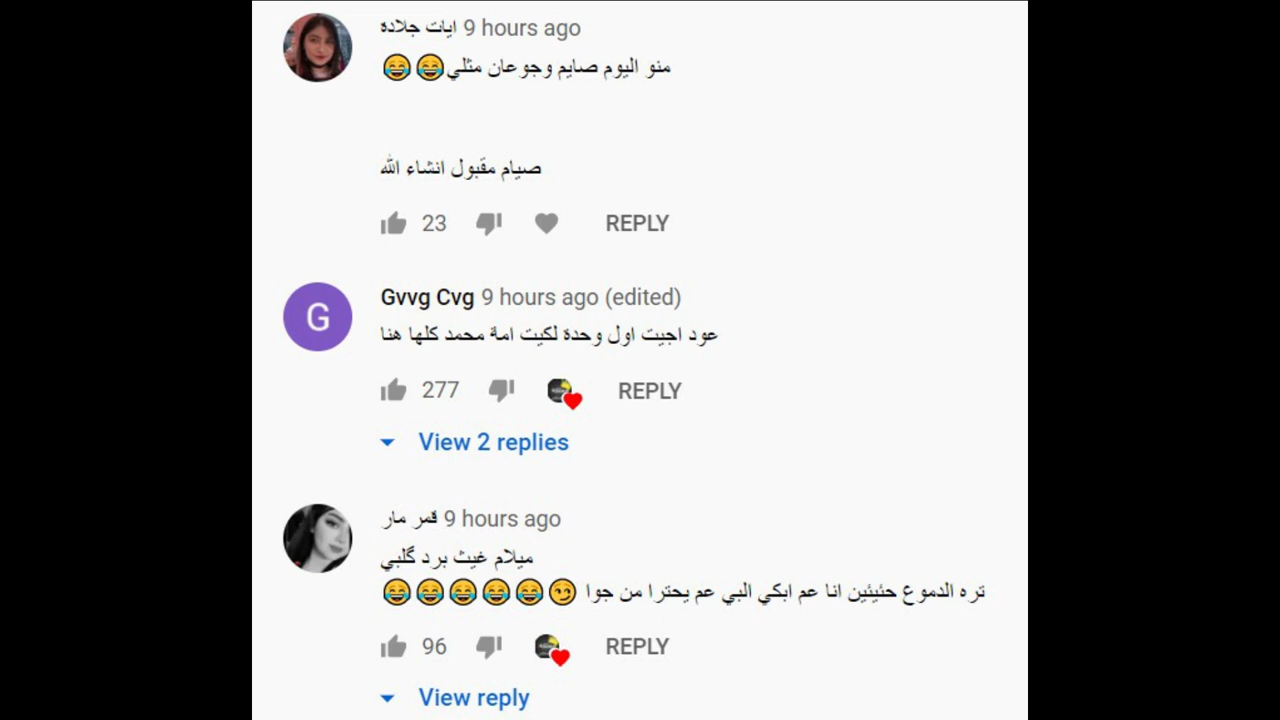 ايات جلاده 9 hours ago
منو اليوم صايم وجوعان مثلي😂😂
صيام مقبول انشاء الله
23 REPLY
G
Gvvg Cvg 9 hours ago (edited)
عود اجيت اول وحدة لكيت امة محمد كلها هنا
277 REPLY
View 2 replies
قمر مار 9 hours ago
ميلام غيث برد گلبي
تره الدموع حئيئين انا عم ابكي البي عم يحترا من جوا 😏😂😂😂😂😂
96 REPLY
View reply